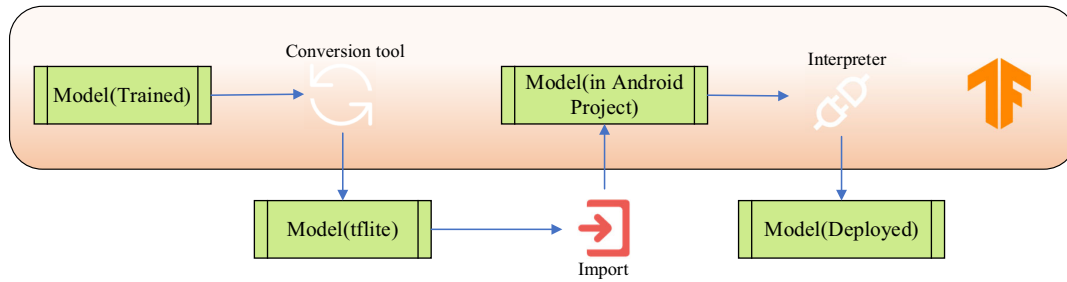 Conversion tool
Model(Trained)
Model(in Android
Project)
Interpreter
Model(tflite)
Import
Model(Deployed)